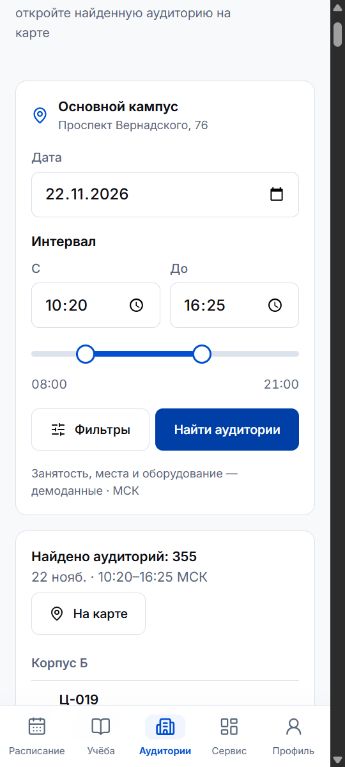 откройте найденную аудиторию на
карте
Основной кампус
Проспект Вернадского, 76
Дата
22.11.2026
Интервал
С
До
10:20
16:25
08:00
21:00
Фильтры
Найти аудитории
Занятость, места и оборудование —
демоданные · МСК
Найдено аудиторий: 355
22 нояб. · 10:20–16:25 МСК
На карте
Корпус Б
Ц-019
Расписание
Учёба
Аудитории
Сервис
Профиль